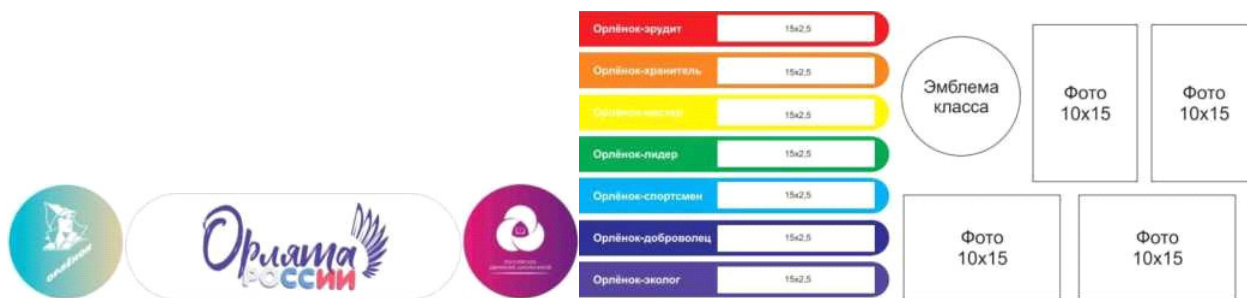 орлёнок
Орлята
РОССИИ
Орлёнок-эрудит 15x2,5
Орлёнок-хранитель 15x2,5
Орлёнок-мастер 15x2,5
Орлёнок-лидер 15x2,5
Орлёнок-спортсмен 15x2,5
Орлёнок-доброволец 15x2,5
Орлёнок-эколог 15x2,5
Эмблема
класса
Фото
10x15
Фото
10x15
Фото
10x15
Фото
10x15